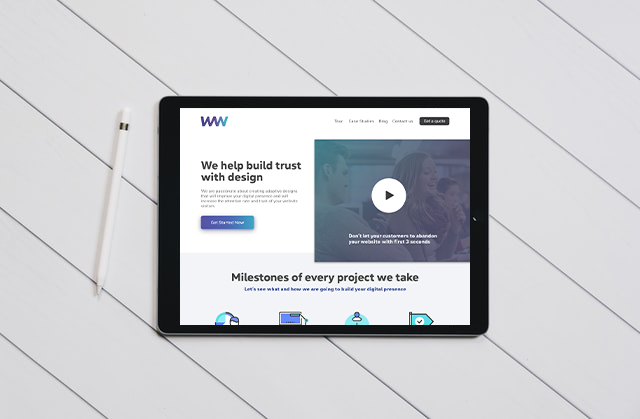 WW
Tour Case Studies Blog Contact us Get a quote
We help build trust
with design
We are passionate about creating adaptive designs
that will improve your digital presence and will
increase the retention rate and trust of your website
visitors.
Get Started Now
Don't let your customers to abandon
your website with first 3 seconds
Milestones of every project we take
Let's see what and how we are going to build your digital presence